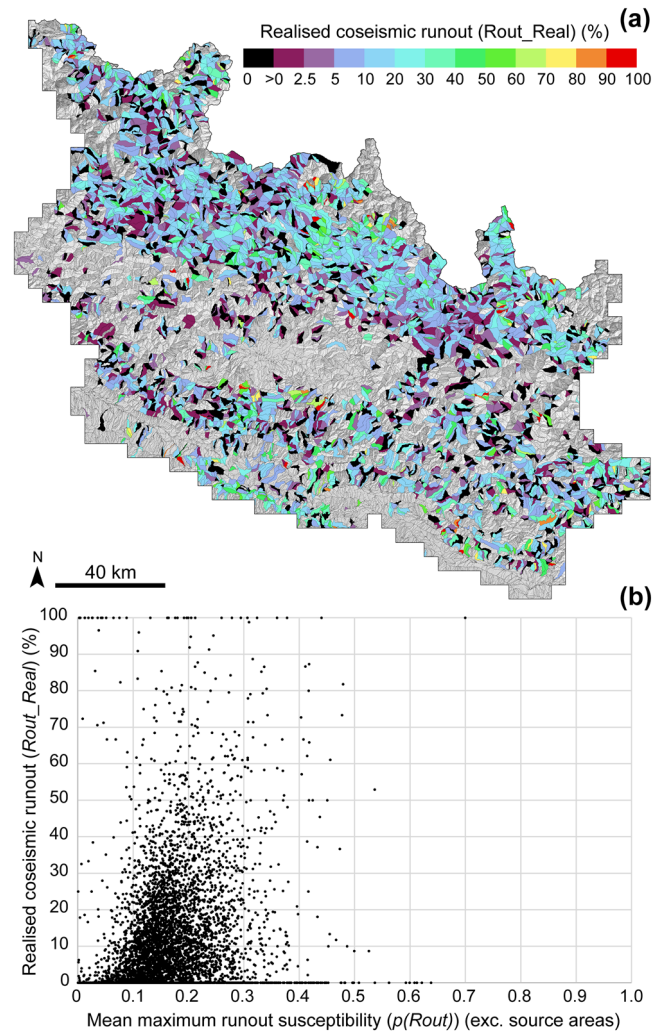 (a)
Realised coseismic runout (Rout_Real) (%)
0 >0 2.5 5 10 20 30 40 50 60 70 80 90 100
N
40 km
(b)
100
90
80
70
60
50
40
30
20
10
0
Realised coseismic runout (Rout_Real) (%)
0 0.1 0.2 0.3 0.4 0.5 0.6 0.7 0.8 0.9 1.0
Mean maximum runout susceptibility (p(Rout)) (exc. source areas)